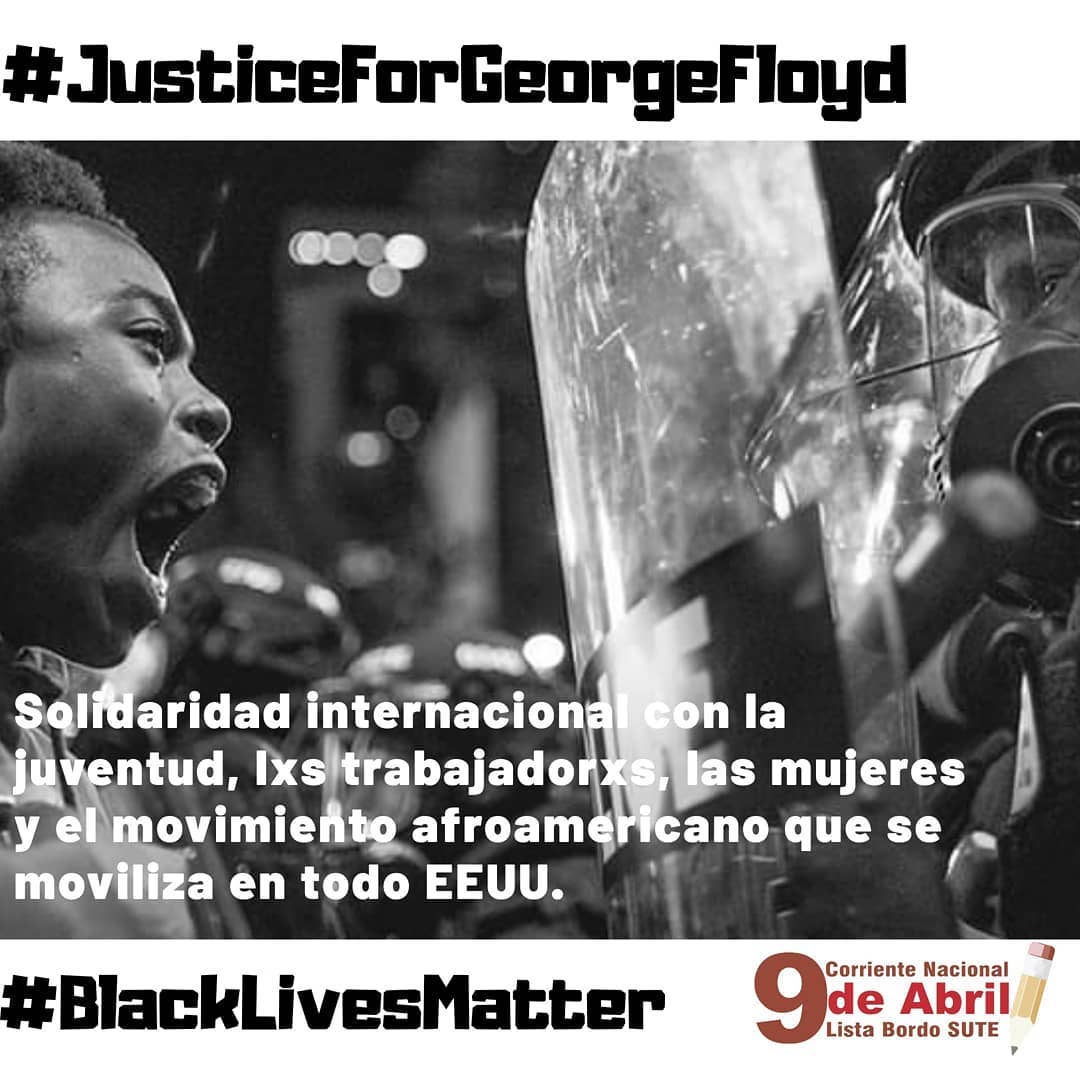 #JusticeForGeorgeFloyd
Solidaridad internacional con la
juventud, lxs trabajadorxs, las mujeres
y el movimiento afroamericano que se
moviliza en todo EEUU.
#BlackLivesMatter
9
Corriente Nacional
de Abril
Lista Bordo SUTE